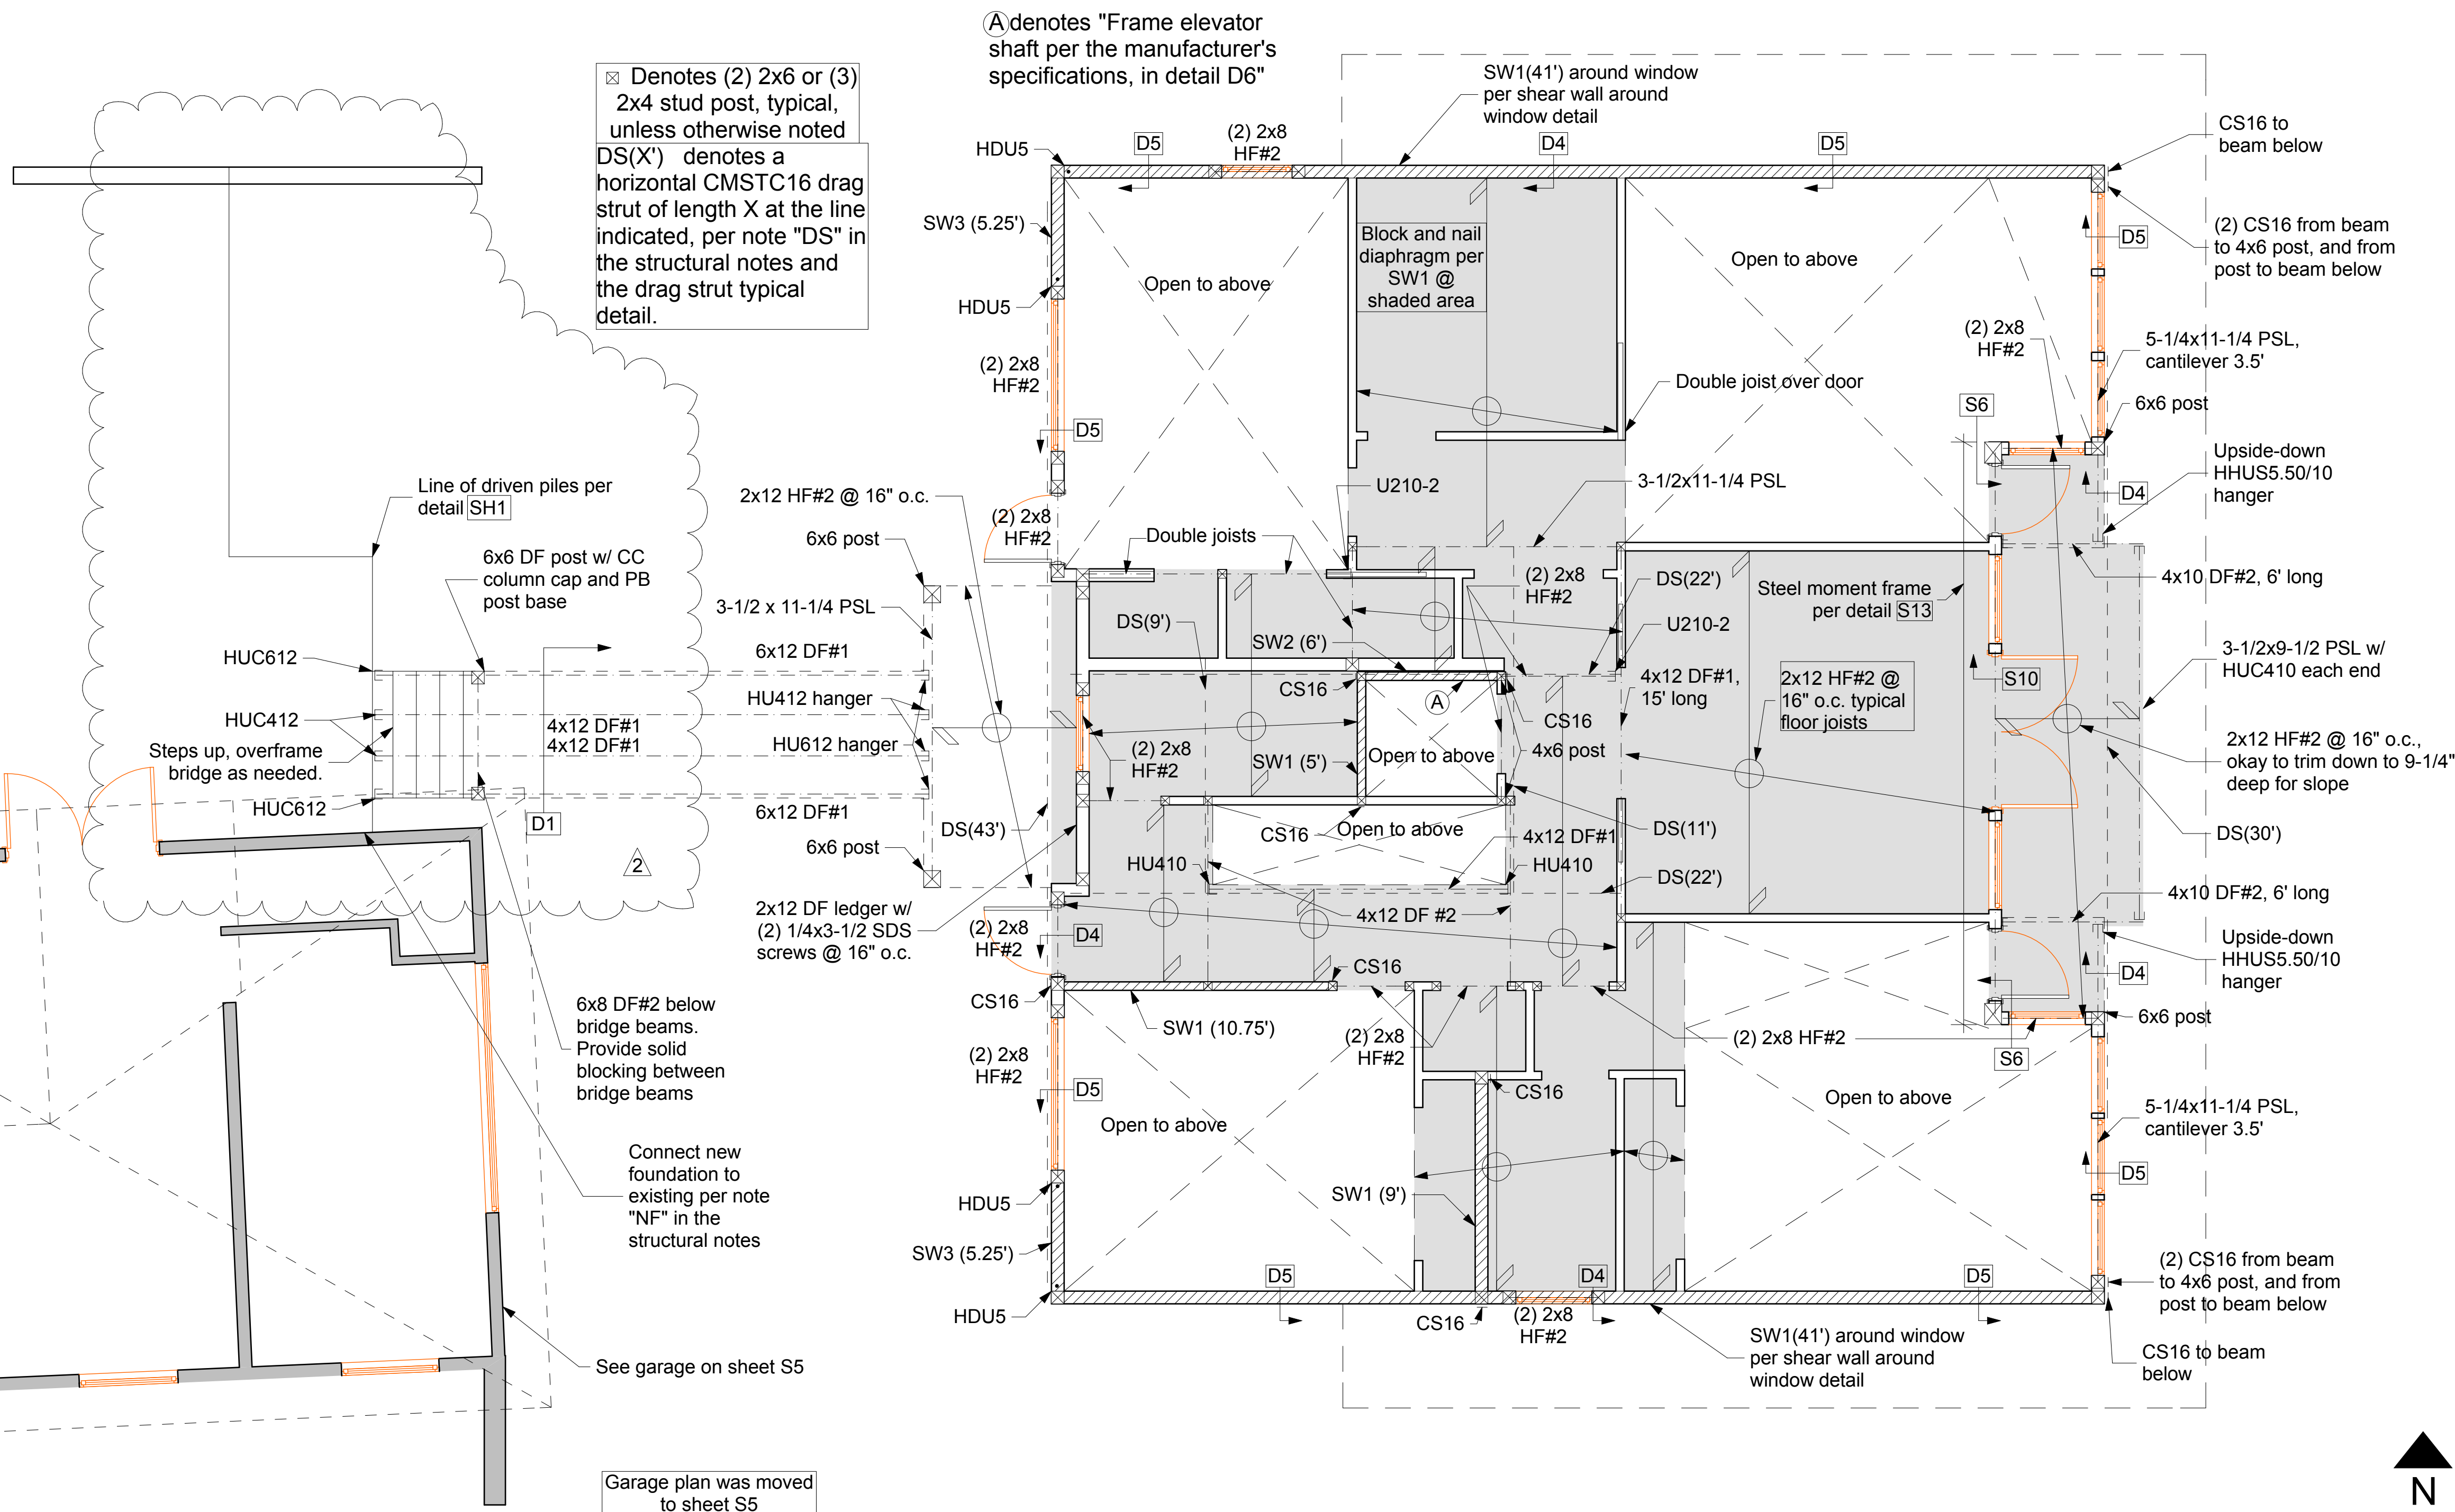 Ⓐ denotes "Frame elevator
shaft per the manufacturer's
specifications, in detail D6"
☒ Denotes (2) 2x6 or (3)
2x4 stud post, typical,
unless otherwise noted
DS(X') denotes a
horizontal CMSTC16 drag
strut of length X at the line
indicated, per note "DS" in
the structural notes and
the drag strut typical
detail.
SW1(41') around window
per shear wall around
window detail
CS16 to
beam below
HDU5
D5
(2) 2x8
HF#2
D4
D5
SW3 (5.25')
HDU5
Open to above
Block and nail
diaphragm per
SW1 @
shaded area
Open to above
D5
(2) CS16 from beam
to 4x6 post, and from
post to beam below
(2) 2x8
HF#2
(2) 2x8
HF#2
5-1/4x11-1/4 PSL,
cantilever 3.5'
Double joist over door
S6
6x6 post
D5
Upside-down
HHUS5.50/10
hanger
D4
Line of driven piles per
detail SH1
2x12 HF#2 @ 16" o.c.
U210-2
3-1/2x11-1/4 PSL
(2) 2x8
HF#2
6x6 post
Double joists
6x6 DF post w/ CC
column cap and PB
post base
3-1/2 x 11-1/4 PSL
(2) 2x8
HF#2
DS(22')
Steel moment frame
per detail S13
4x10 DF#2, 6' long
DS(9')
SW2 (6')
U210-2
HUC612
6x12 DF#1
CS16
A
4x12 DF#1,
15' long
2x12 HF#2 @
16" o.c. typical
floor joists
S10
3-1/2x9-1/2 PSL w/
HUC410 each end
HU412 hanger
HUC412
4x12 DF#1
4x12 DF#1
CS16
HU612 hanger
Steps up, overframe
bridge as needed.
(2) 2x8
HF#2
SW1 (5')
Open to above
4x6 post
2x12 HF#2 @ 16" o.c.,
okay to trim down to 9-1/4"
deep for slope
HUC612
6x12 DF#1
D1
DS(43')
CS16
Open to above
4x12 DF#1
DS(11')
DS(30')
6x6 post
2
HU410
HU410
DS(22')
4x10 DF#2, 6' long
2x12 DF ledger w/
(2) 1/4x3-1/2 SDS
screws @ 16" o.c.
(2) 2x8
HF#2
D4
4x12 DF #2
Upside-down
HHUS5.50/10
hanger
D4
CS16
CS16
6x8 DF#2 below
bridge beams.
Provide solid
blocking between
bridge beams
SW1 (10.75')
(2) 2x8
HF#2
(2) 2x8 HF#2
6x6 post
S6
(2) 2x8
HF#2
D5
CS16
Open to above
Open to above
5-1/4x11-1/4 PSL,
cantilever 3.5'
D5
Connect new
foundation to
existing per note
"NF" in the
structural notes
HDU5
SW1 (9')
SW3 (5.25')
D5
D4
D5
(2) CS16 from beam
to 4x6 post, and from
post to beam below
HDU5
CS16
(2) 2x8
HF#2
SW1(41') around window
per shear wall around
window detail
CS16 to beam
below
See garage on sheet S5
Garage plan was moved
to sheet S5
N